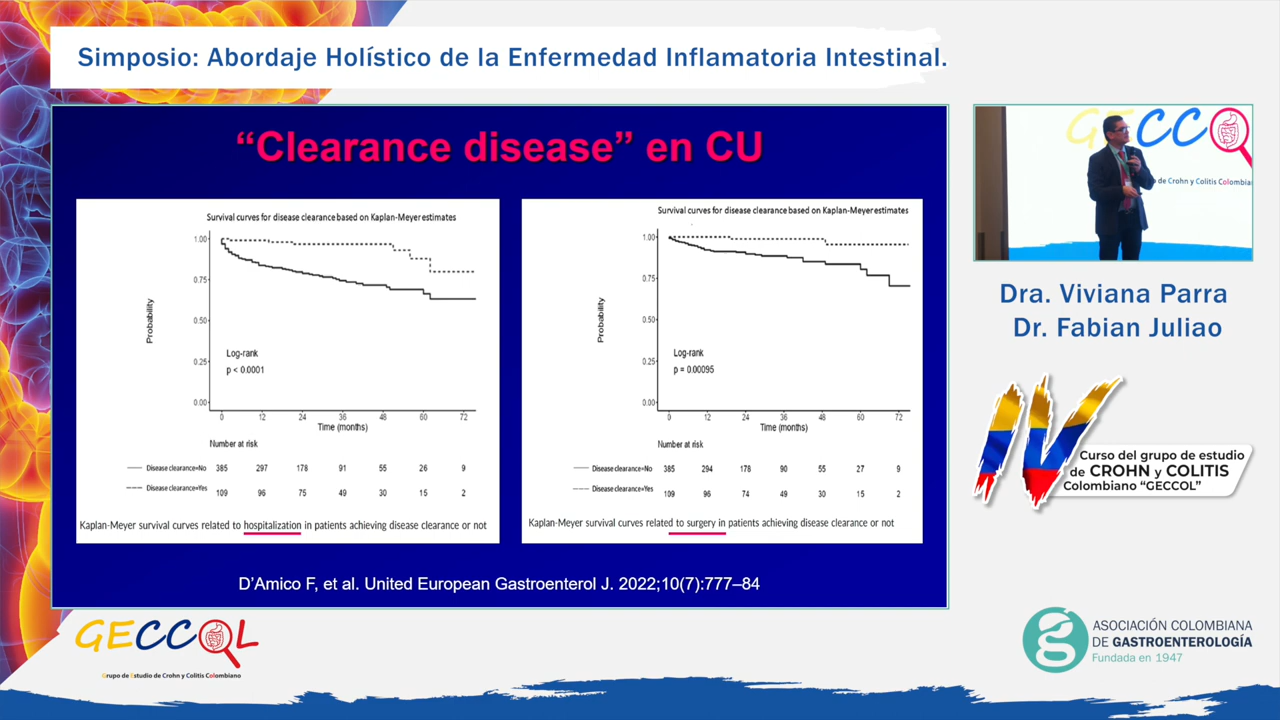 Simposio: Abordaje Holístico de la Enfermedad Inflamatoria Intestinal.
“Clearance disease” en CU
Survival curves for disease clearance based on Kaplan-Meyer estimates
1.00
0.75
0.50
0.25
0.00
Probability
Log-rank
p < 0.0001
0 12 24 36 48 60 72
Time (months)
Number at risk
Disease clearance=No 385 297 178 91 55 26 9
Disease clearance=Yes 109 96 75 49 30 15 2
Kaplan-Meyer survival curves related to hospitalization in patients achieving disease clearance or not
Survival curves for disease clearance based on Kaplan-Meyer estimates
1.00
0.75
0.50
0.25
0.00
Probability
Log-rank
p = 0.00095
0 12 24 36 48 60 72
Time (months)
Number at risk
Disease clearance=No 385 294 178 90 55 27 9
Disease clearance=Yes 109 96 74 49 30 15 2
Kaplan-Meyer survival curves related to surgery in patients achieving disease clearance or not
D’Amico F, et al. United European Gastroenterol J. 2022;10(7):777–84
GECC
de Crohn y Colitis Colombia
Dra. Viviana Parra
Dr. Fabian Juliao
IV
Curso del grupo de estudio
de CROHN y COLITIS
Colombiano “GECCOL”
GECCOL
Grupo de Estudio de Crohn y Colitis Colombiano
ASOCIACIÓN COLOMBIANA
DE GASTROENTEROLOGÍA
Fundada en 1947